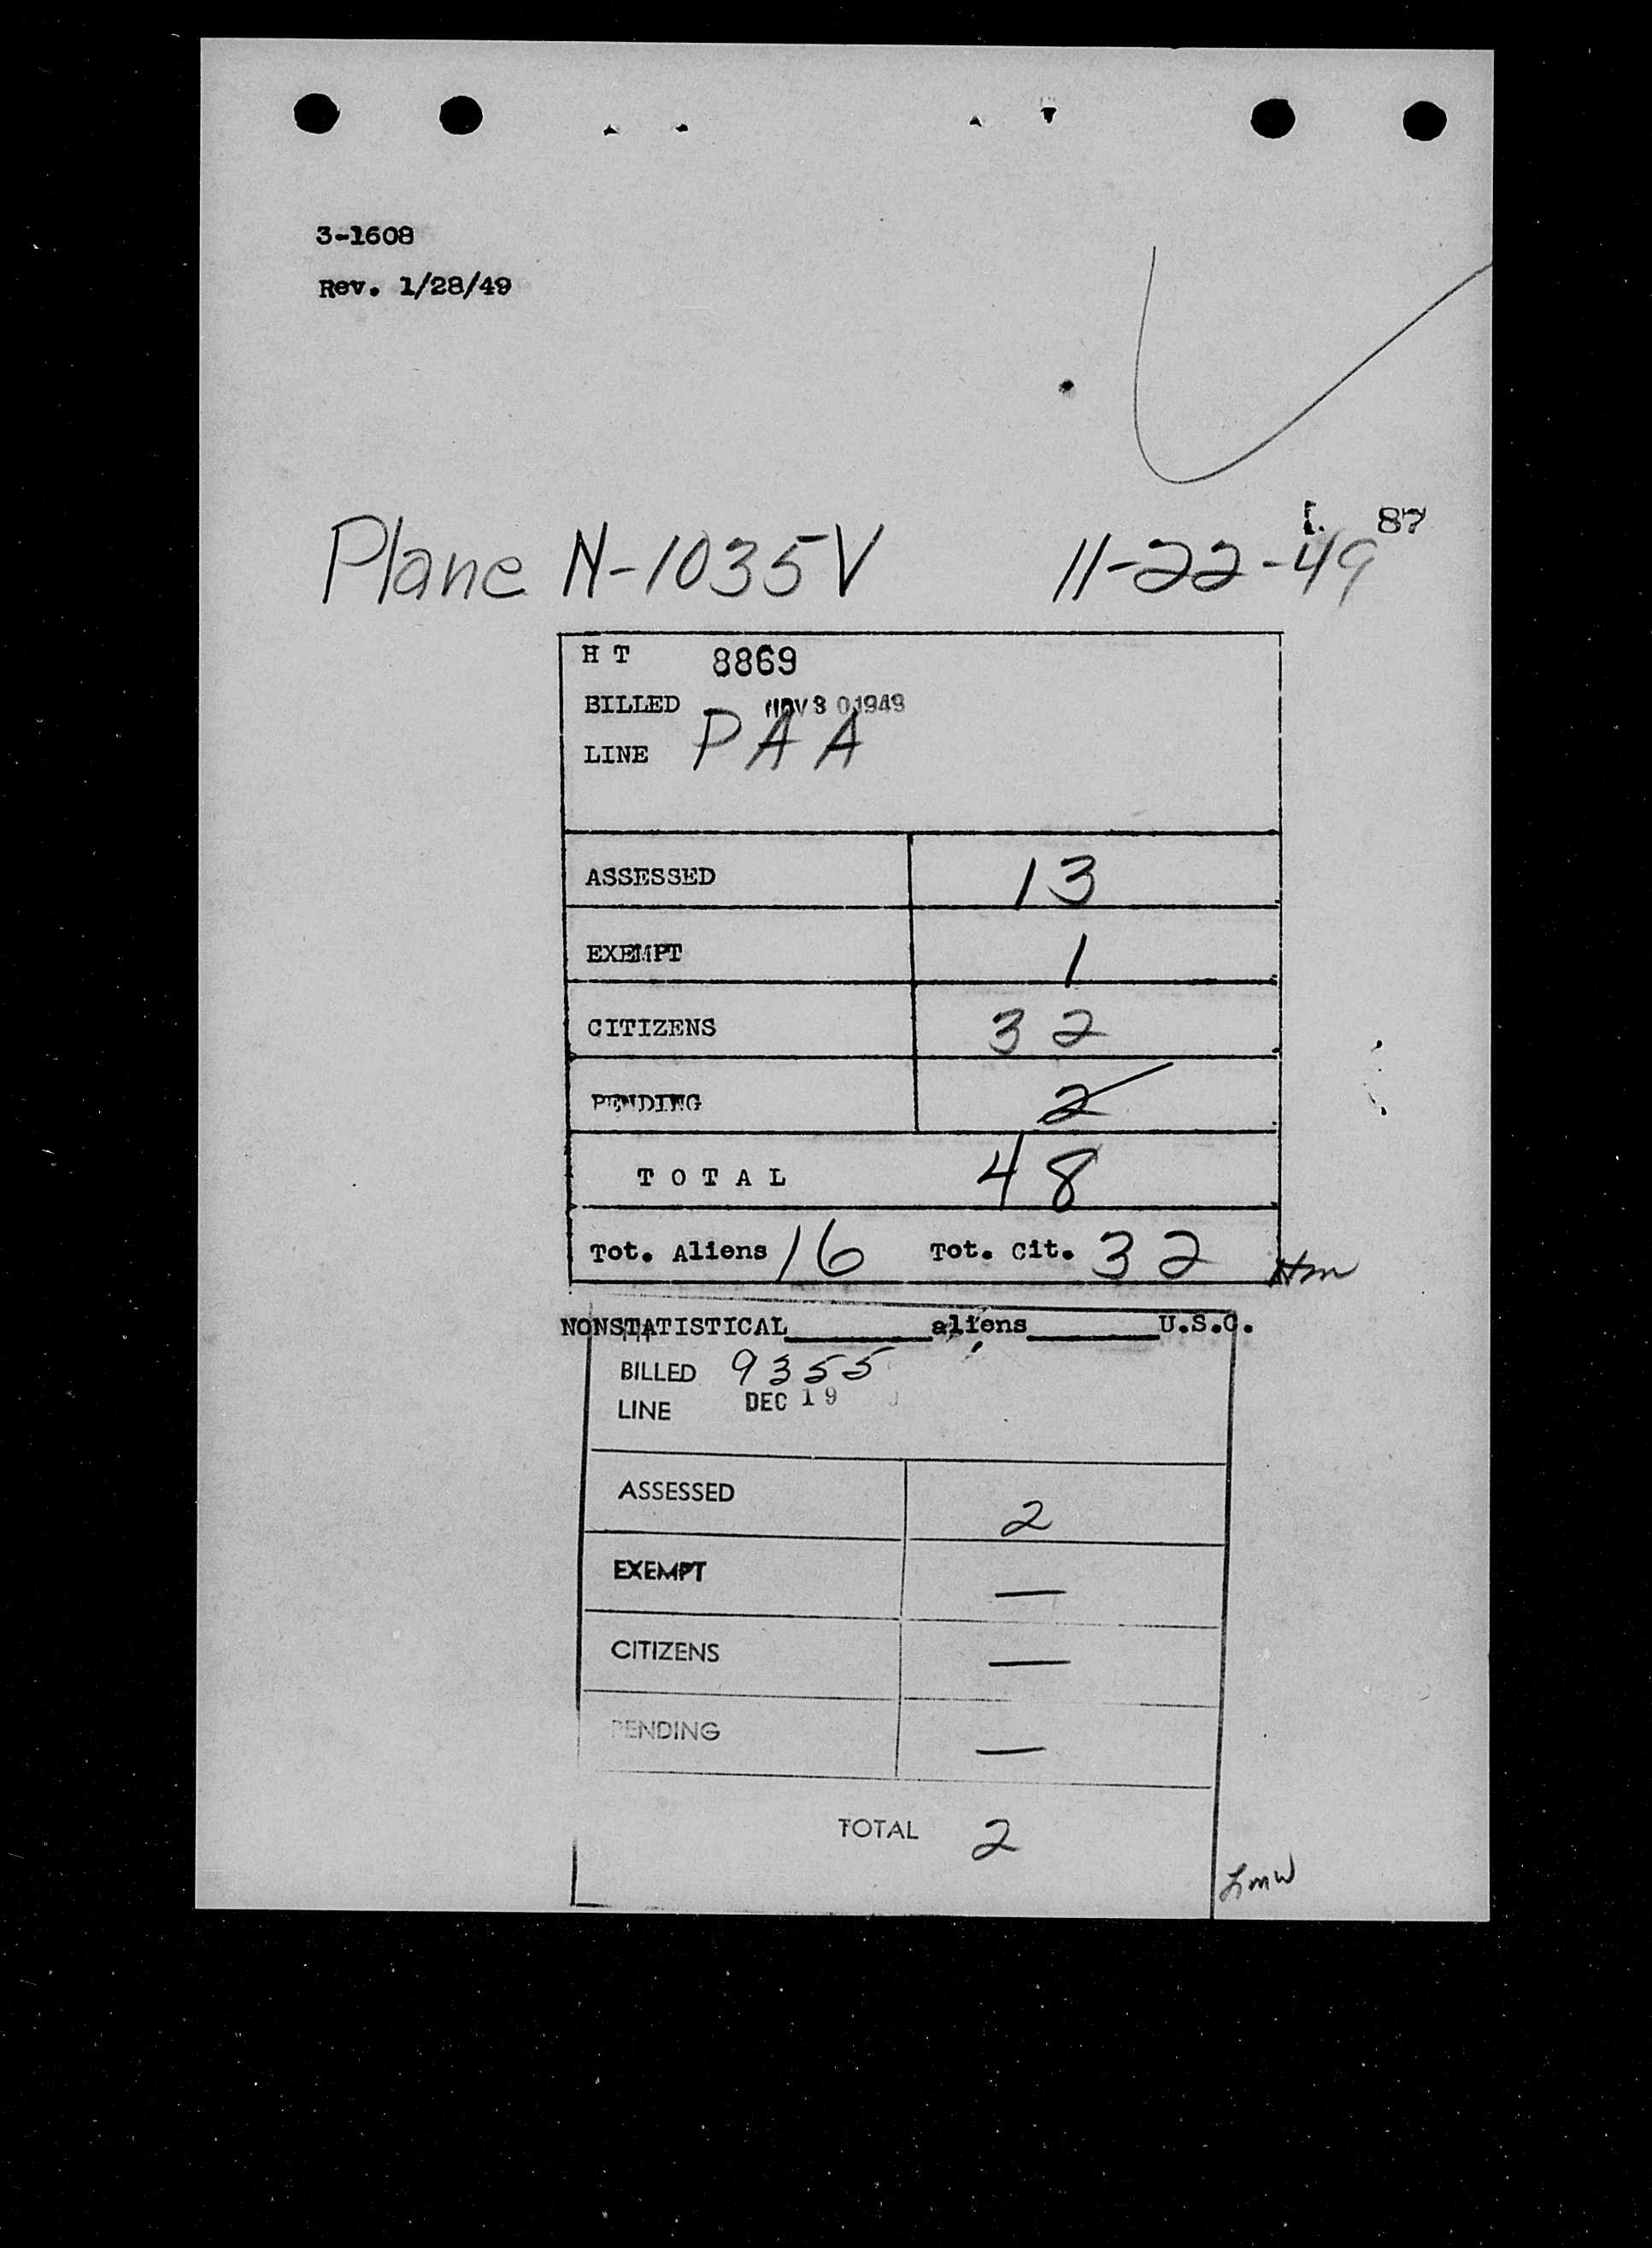 3-1608
Rev. 1/28/49
87
Plane N-1035V 11-22-49
H T 8869
BILLED NOV 30 1949
LINE PAA
ASSESSED 13
EXEMPT 1
CITIZENS 32
PENDING 2
TOTAL 48
Tot. Aliens 16 Tot. Cit. 32
NONSTATISTICAL aliens U.S.C.
BILLED 9355
LINE DEC 19
ASSESSED 2
EXEMPT —
CITIZENS —
PENDING —
TOTAL 2